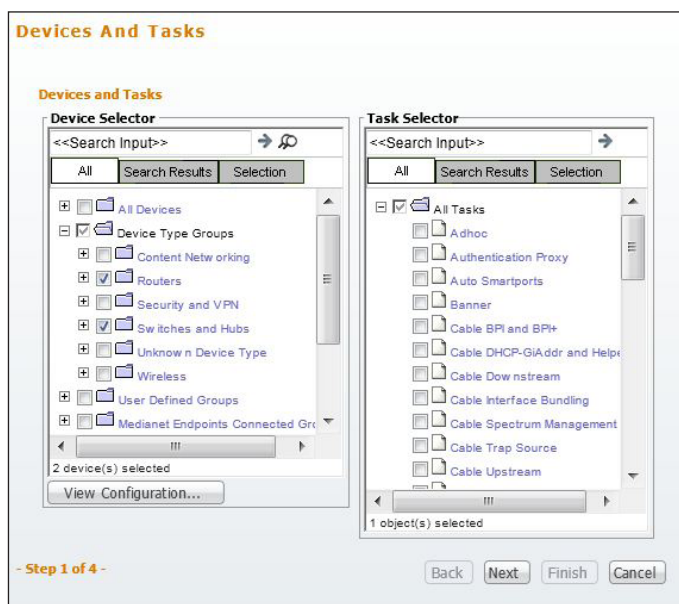 Devices And Tasks
Devices and Tasks
Device Selector
<<Search Input>>
All Search Results Selection
All Devices
Device Type Groups
Content Networking
Routers
Security and VPN
Switches and Hubs
Unknown Device Type
Wireless
User Defined Groups
Medianet Endpoints Connected Gro
2 device(s) selected
View Configuration...
Task Selector
<<Search Input>>
All Search Results Selection
All Tasks
Adhoc
Authentication Proxy
Auto Smartports
Banner
Cable BPI and BPI+
Cable DHCP-GiAddr and Helpe
Cable Downstream
Cable Interface Bundling
Cable Spectrum Management
Cable Trap Source
Cable Upstream
1 object(s) selected
- Step 1 of 4 -
Back Next Finish Cancel